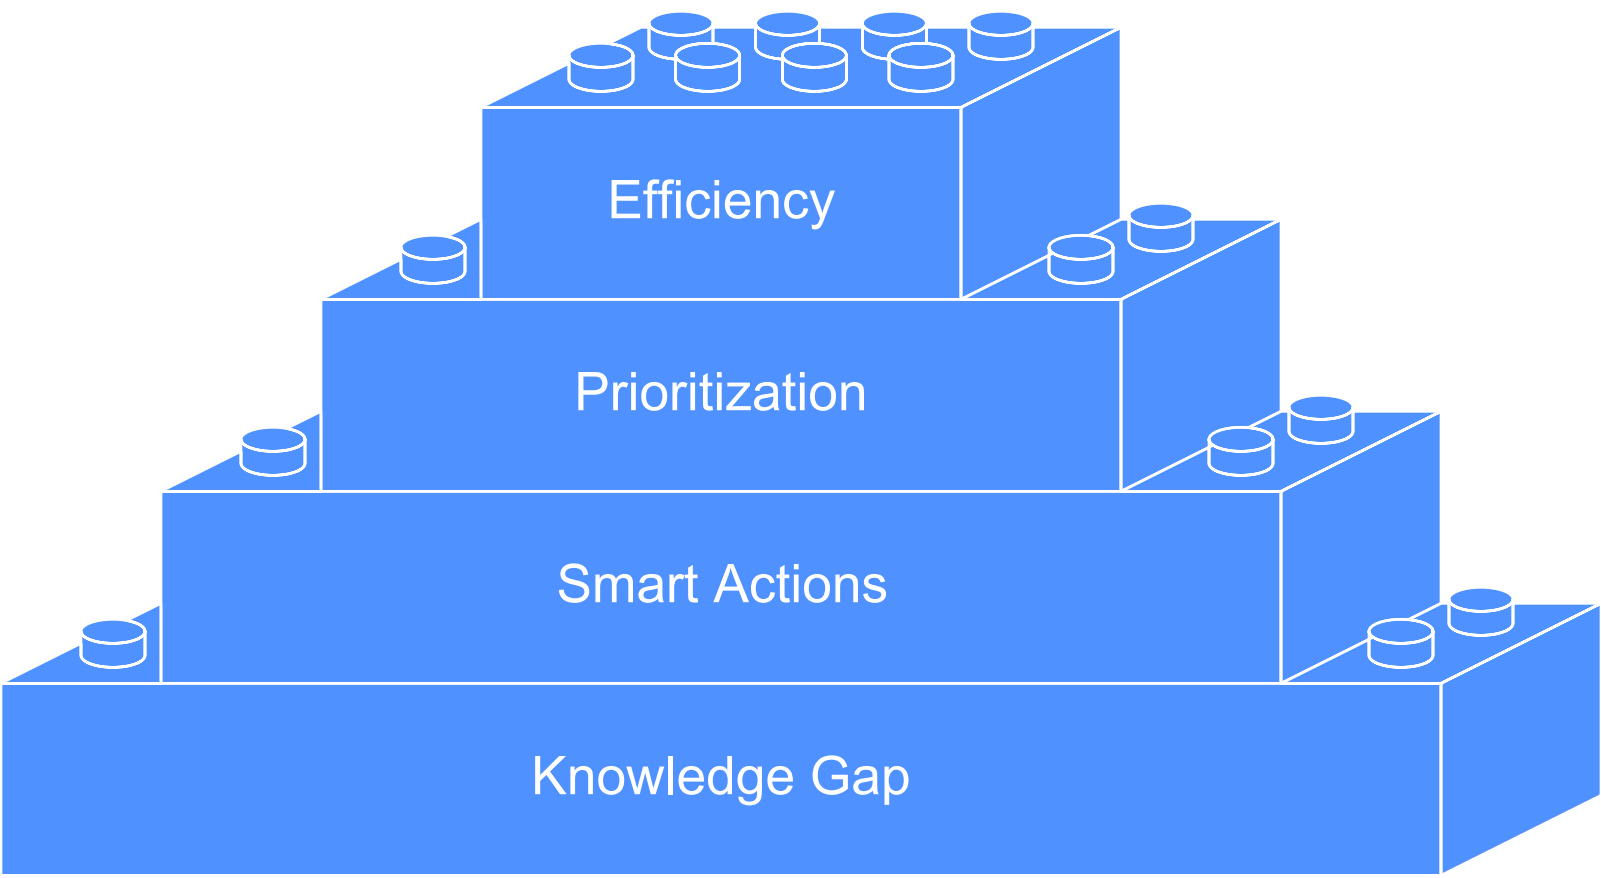 Efficiency
Prioritization
Smart Actions
Knowledge Gap